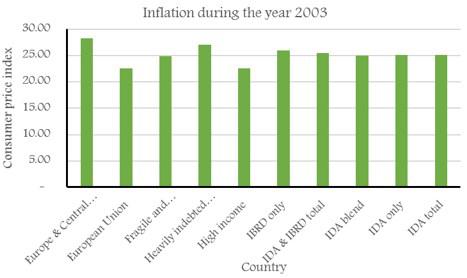 Inflation during the year 2003
Consumer price index
30.00
25.00
20.00
15.00
10.00
5.00
-
Europe & Central…
European Union
Fragile and…
Heavily indebted…
High income
IBRD only
IDA & IBRD total
IDA blend
IDA only
IDA total
Country